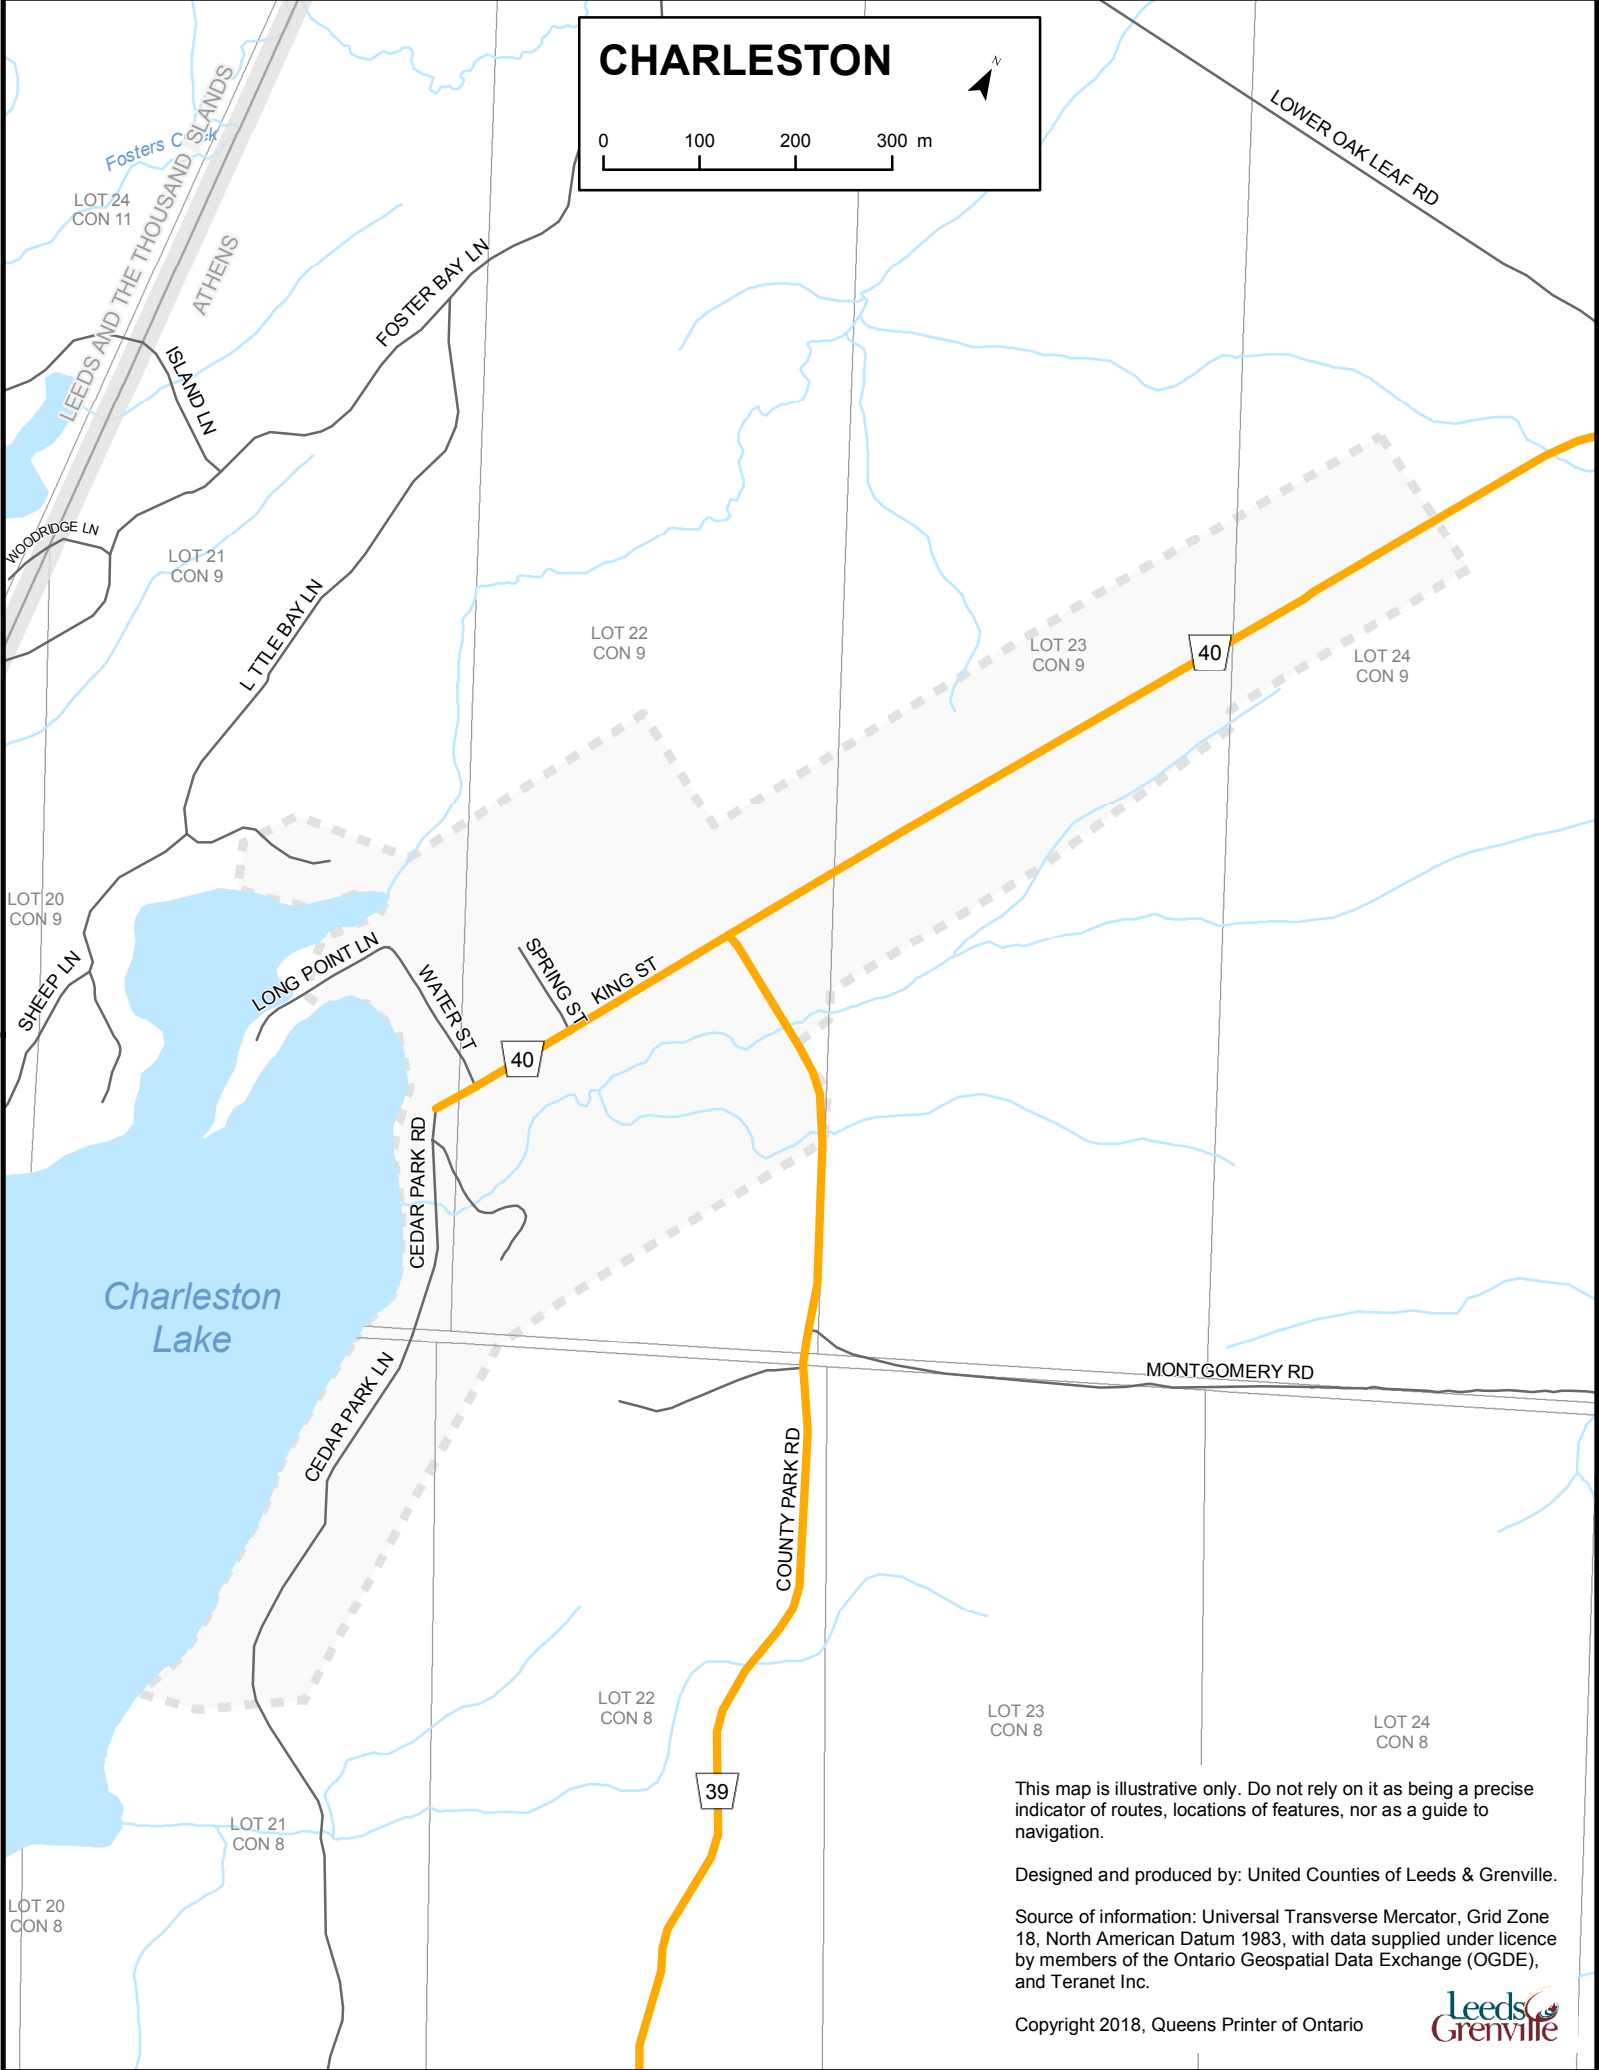 CHARLESTON
N
0 100 200 300 m
LOWER OAK LEAF RD
Fosters C
LOT 24
CON 11
LEEDS AND THE THOUSAND ISLANDS
ATHENS
FOSTER BAY LN
ISLAND LN
WOODRIDGE LN
LOT 21
CON 9
L TTLE BAY LN
LOT 22
CON 9
LOT 23
CON 9
40
LOT 24
CON 9
LOT 20
CON 9
SHEEP LN
LONG POINT LN
WATER ST
SPRING ST
KING ST
40
CEDAR PARK RD
Charleston
Lake
CEDAR PARK LN
MONTGOMERY RD
COUNTY PARK RD
LOT 22
CON 8
LOT 23
CON 8
LOT 24
CON 8
39
LOT 21
CON 8
LOT 20
CON 8
This map is illustrative only. Do not rely on it as being a precise
indicator of routes, locations of features, nor as a guide to
navigation.
Designed and produced by: United Counties of Leeds & Grenville.
Source of information: Universal Transverse Mercator, Grid Zone
18, North American Datum 1983, with data supplied under licence
by members of the Ontario Geospatial Data Exchange (OGDE),
and Teranet Inc.
Copyright 2018, Queens Printer of Ontario
Leeds
Grenville